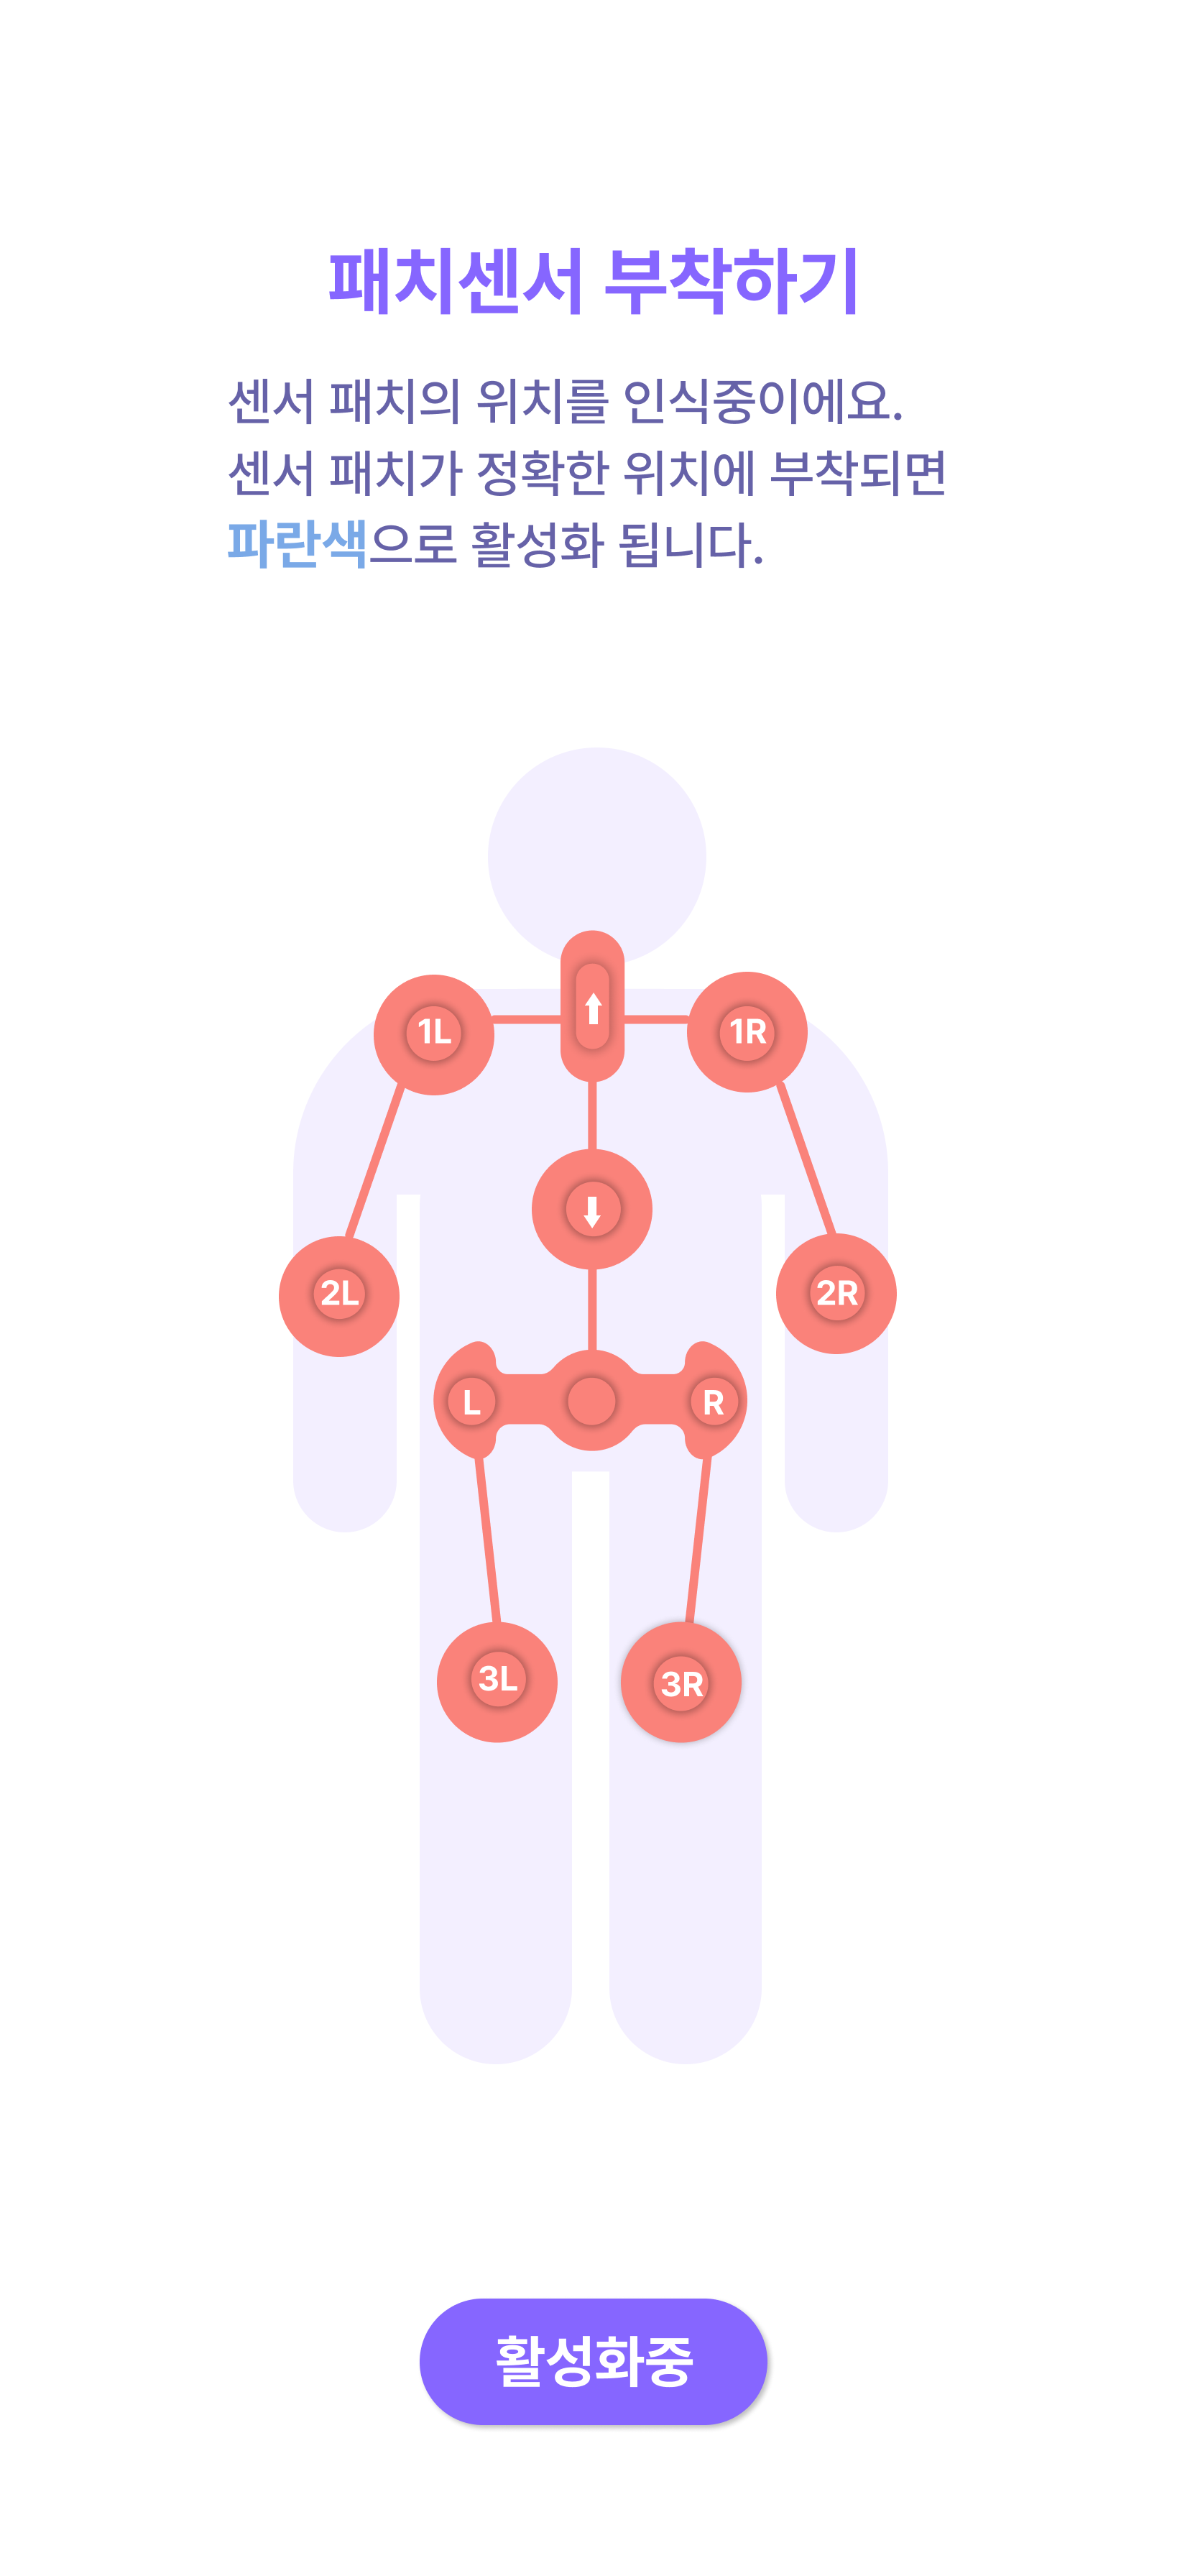 패치센서 부착하기
센서 패치의 위치를 인식중이에요.
센서 패치가 정확한 위치에 부착되면
파란색으로 활성화 됩니다.
1L
1R
2L
2R
L
R
3L
3R
활성화중